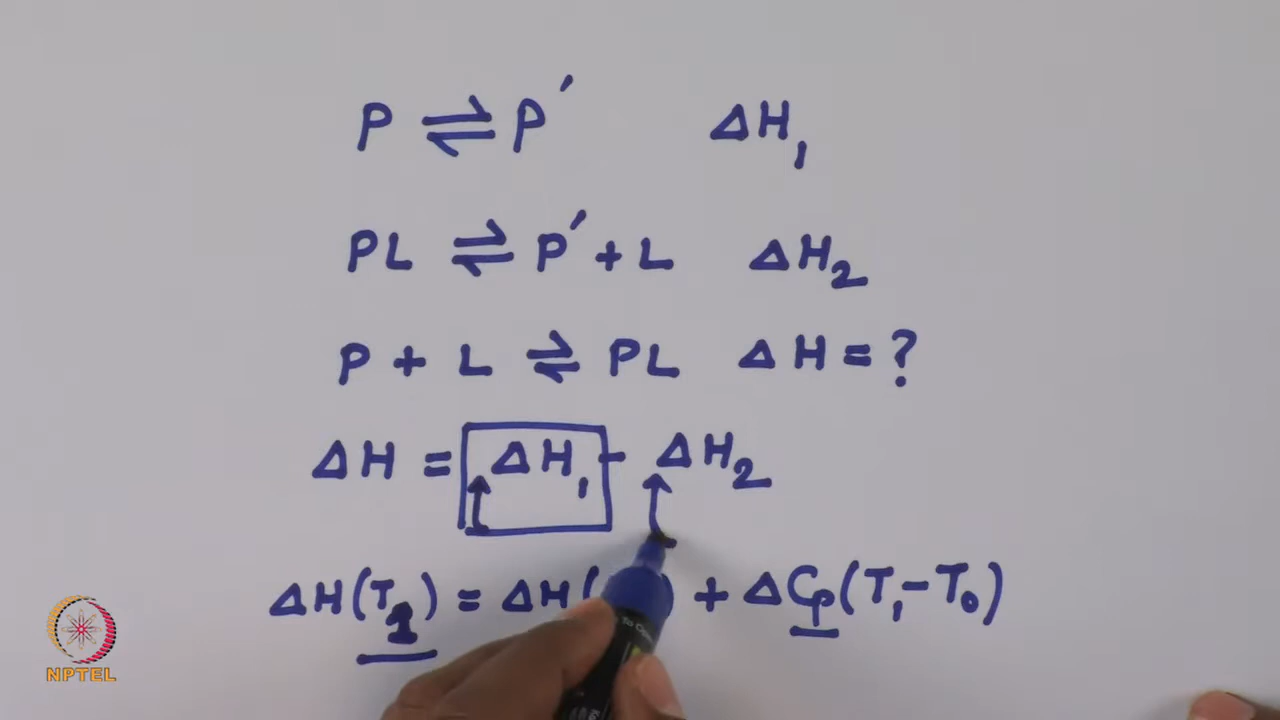 P ⇌ P′ ΔH₁
PL ⇌ P′ + L ΔH₂
P + L ⇌ PL ΔH = ?
ΔH = ΔH₁ - ΔH₂
ΔH(T₁) = ΔH( ) + ΔCp(T₁-T₀)
NPTEL